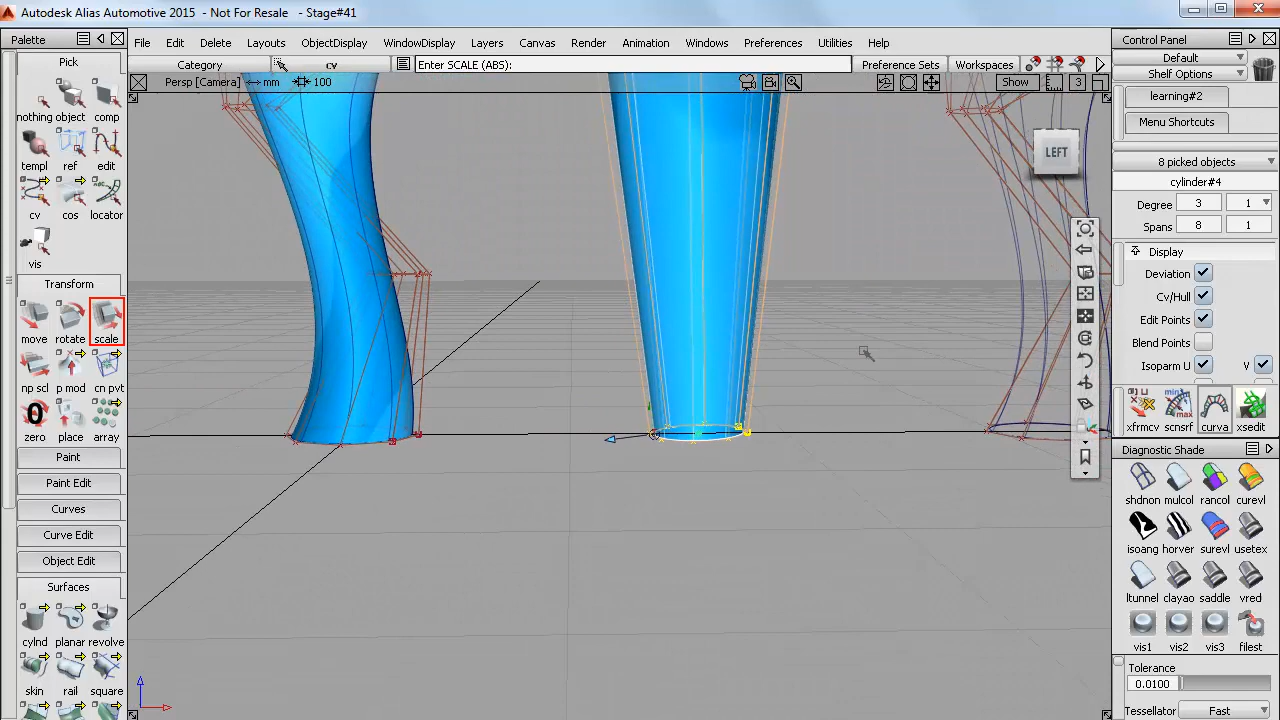 Autodesk Alias Automotive 2015 - Not For Resale - Stage#41
Palette
File Edit Delete Layouts ObjectDisplay WindowDisplay Layers Canvas Render Animation Windows Preferences Utilities Help
Control Panel
Category cv Enter SCALE (ABS): Preference Sets Workspaces
Persp [Camera] mm 100 Show 3
Pick
nothing object comp
templ ref edit
cv cos locator
vis
Transform
move rotate scale
np scl p mod cn pvt
0
zero place array
Paint
Paint Edit
Curves
Curve Edit
Object Edit
Surfaces
cylnd planar revolve
skin rail square
LEFT
Default
Shelf Options
learning#2
Menu Shortcuts
8 picked objects
cylinder#4
Degree 3 1
Spans 8 1
Display
Deviation
Cv/Hull
Edit Points
Blend Points
Isoparm U V
xfrmcv scnsrf curva xsedit
Diagnostic Shade
shdnon mulcol rancol curevl
isoang horver surevl usetex
ltunnel clayao saddle vred
vis1 vis2 vis3 filest
Tolerance
0.0100
Tessellator Fast